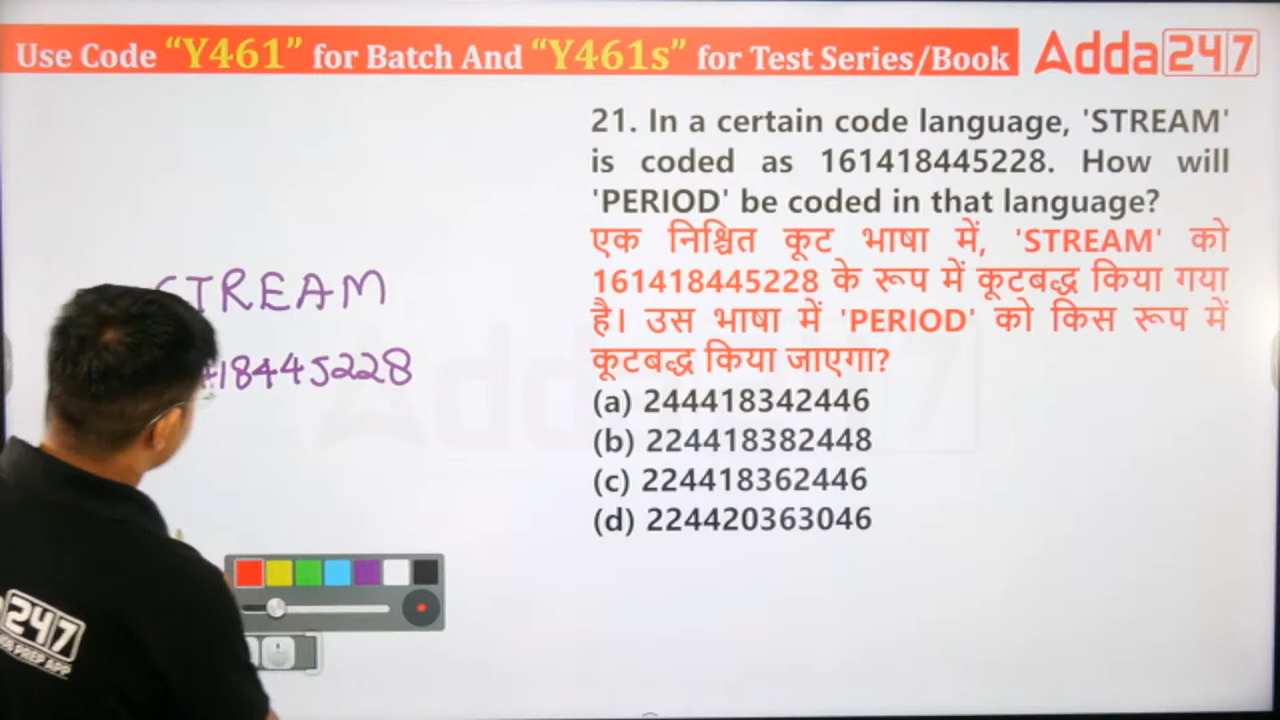 Use Code “Y461” for Batch And “Y461s” for Test Series/Book
Adda247
21. In a certain code language, 'STREAM'
is coded as 161418445228. How will
'PERIOD' be coded in that language?
एक निश्चित कूट भाषा में, 'STREAM' को
161418445228 के रूप में कूटबद्ध किया गया
है। उस भाषा में 'PERIOD' को किस रूप में
कूटबद्ध किया जाएगा?
(a) 244418342446
(b) 224418382448
(c) 224418362446
(d) 224420363046
STREAM
18445228
247